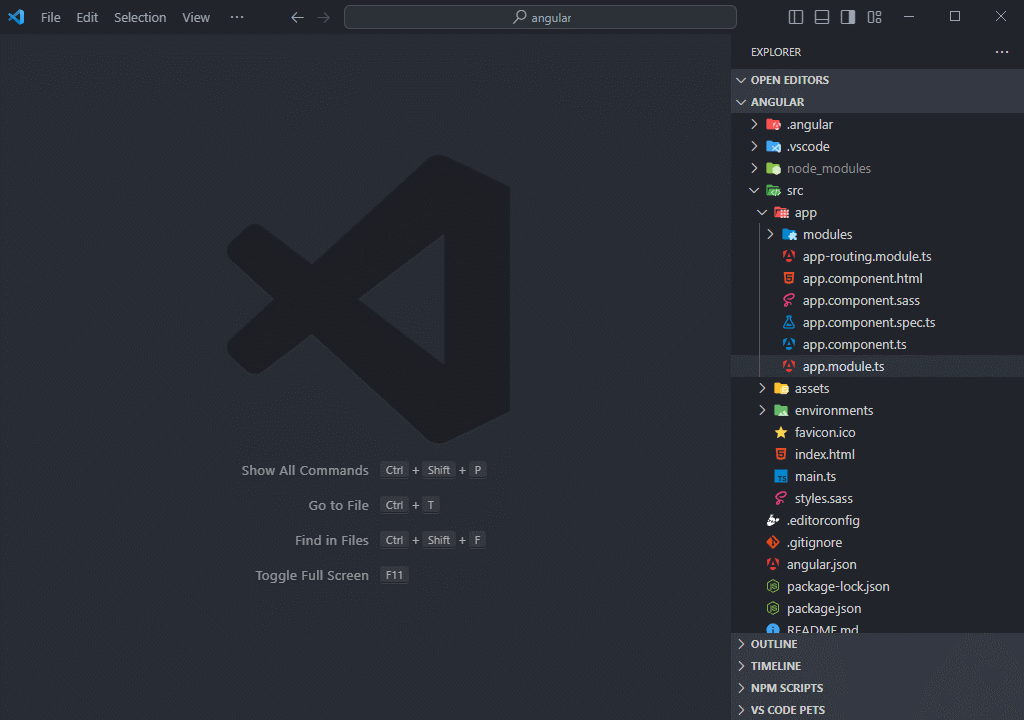 File Edit Selection View ···
angular
EXPLORER ···
OPEN EDITORS
ANGULAR
.angular
.vscode
node_modules
src
app
modules
app-routing.module.ts
app.component.html
app.component.sass
app.component.spec.ts
app.component.ts
app.module.ts
assets
environments
favicon.ico
index.html
main.ts
styles.sass
.editorconfig
.gitignore
angular.json
package-lock.json
package.json
README.md
OUTLINE
TIMELINE
NPM SCRIPTS
VS CODE PETS
Show All Commands Ctrl + Shift + P
Go to File Ctrl + T
Find in Files Ctrl + Shift + F
Toggle Full Screen F11